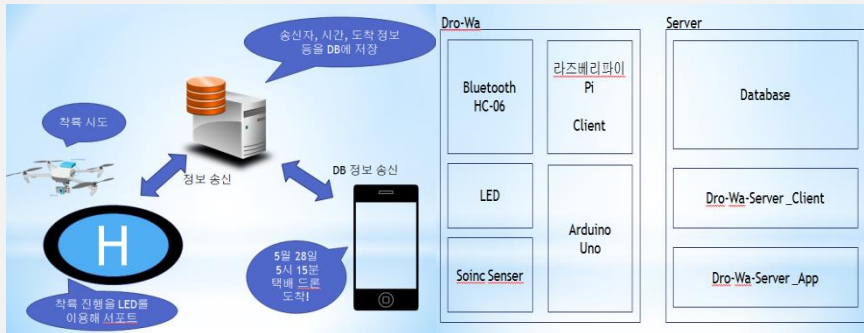 송신자, 시간, 도착 정보
등을 DB에 저장
착륙 시도
정보 송신
DB 정보 송신
H
5월 28일
5시 15분
택배 드론
도착!
착륙 진행을 LED를
이용해 서포트
Dro-Wa
Bluetooth
HC-06
라즈베리파이
Pi
Client
LED
Arduino
Uno
Soinc Senser
Server
Database
Dro-Wa-Server _Client
Dro-Wa-Server _App